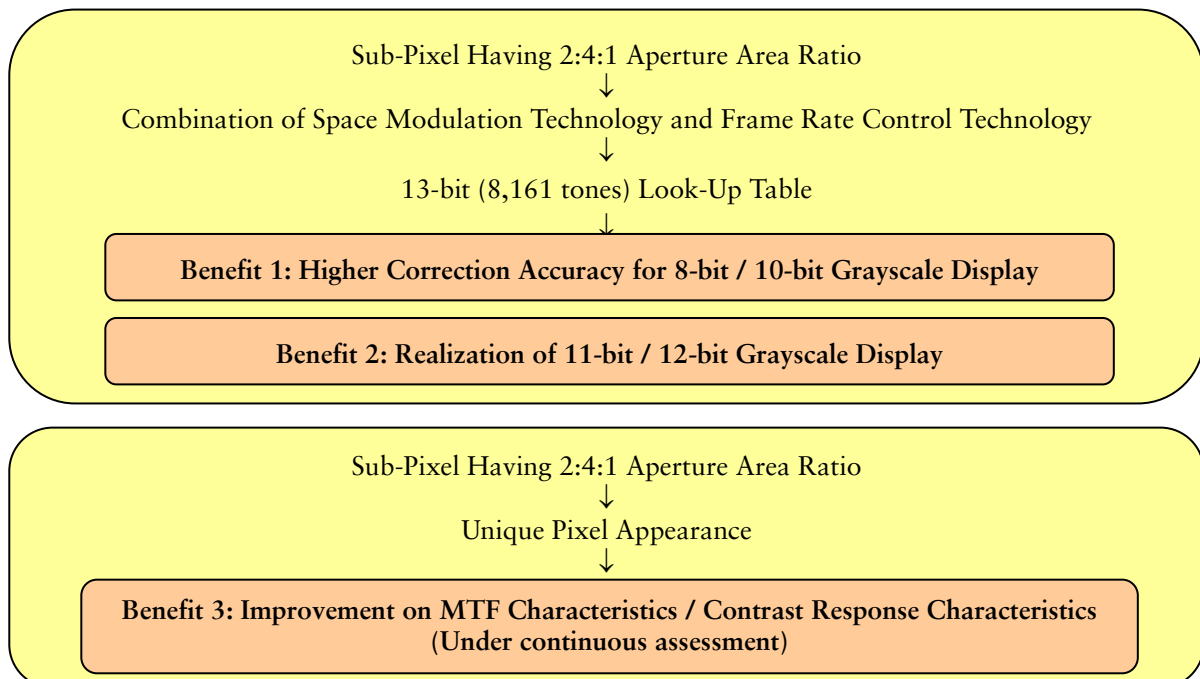 Sub-Pixel Having 2:4:1 Aperture Area Ratio
↓
Combination of Space Modulation Technology and Frame Rate Control Technology
↓
13-bit (8,161 tones) Look-Up Table
↓
Benefit 1: Higher Correction Accuracy for 8-bit / 10-bit Grayscale Display
Benefit 2: Realization of 11-bit / 12-bit Grayscale Display
Sub-Pixel Having 2:4:1 Aperture Area Ratio
↓
Unique Pixel Appearance
↓
Benefit 3: Improvement on MTF Characteristics / Contrast Response Characteristics
(Under continuous assessment)